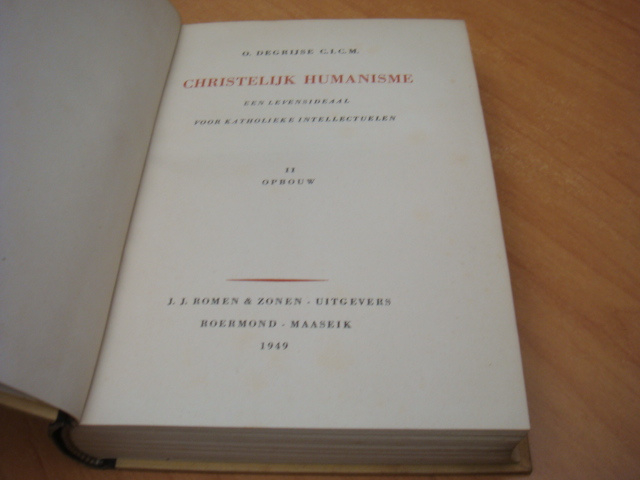 O. DEGRIJSE C.I.C.M.
CHRISTELIJK HUMANISME
EEN LEVENSIDEAAL
VOOR KATHOLIEKE INTELLECTUELEN
II
OPBOUW
J. J. ROMEN & ZONEN - UITGEVERS
ROERMOND - MAASEIK
1949